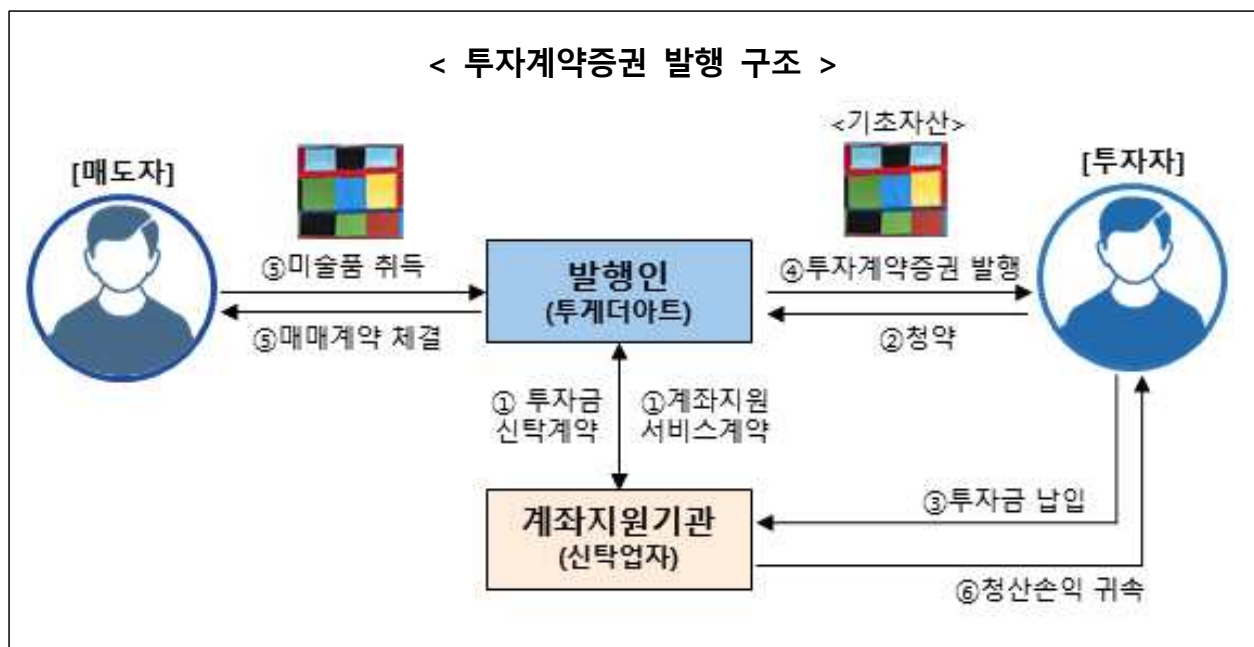 < 투자계약증권 발행 구조 >
<기초자산>
[매도자]
[투자자]
⑤미술품 취득
발행인
(투게더아트)
④투자계약증권 발행
⑤매매계약 체결
②청약
① 투자금
신탁계약
①계좌지원
서비스계약
계좌지원기관
(신탁업자)
③투자금 납입
⑥청산손익 귀속